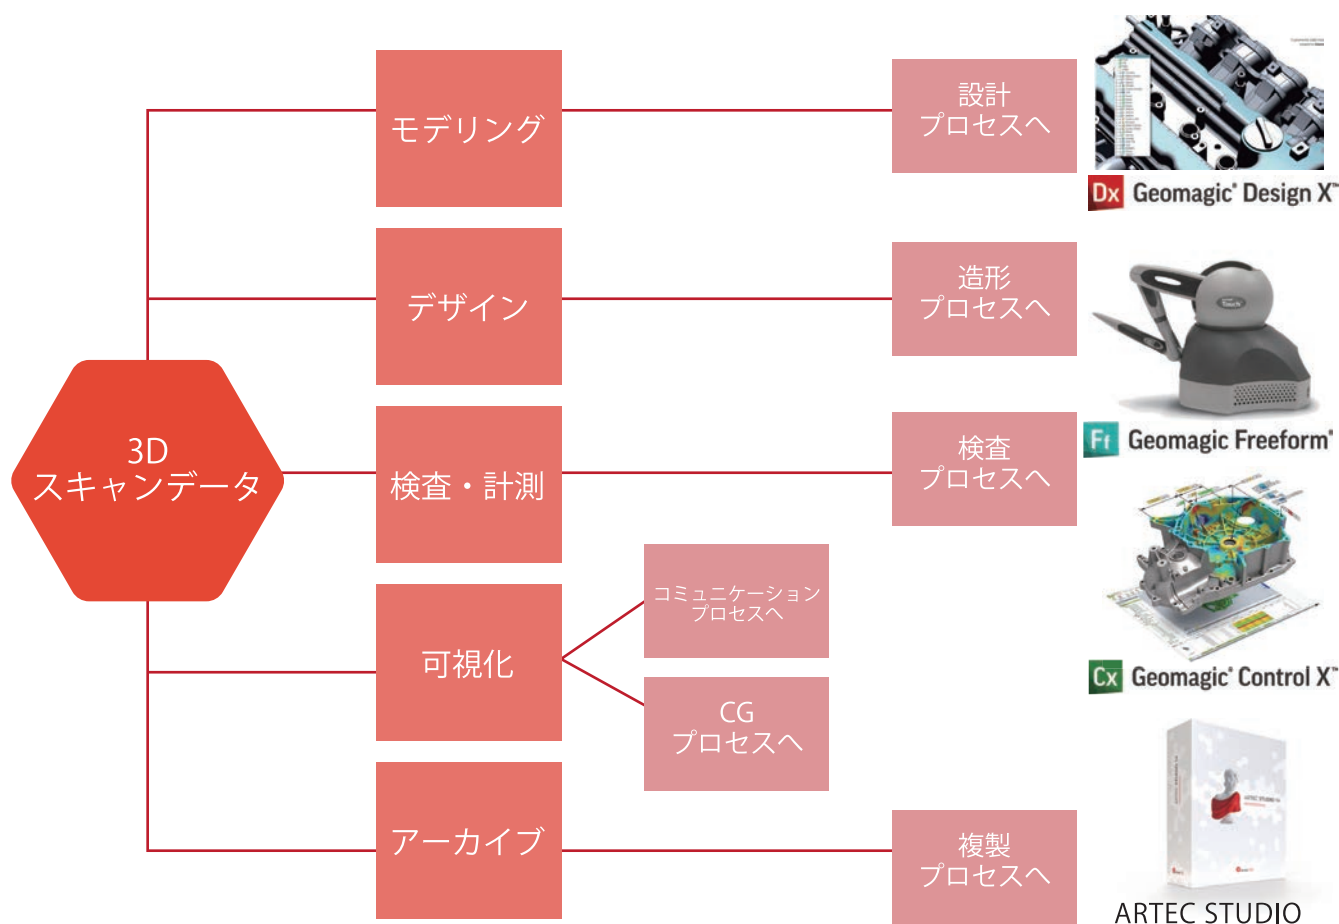 3D
スキャンデータ
モデリング
設計
プロセスへ
Dx Geomagic® Design X™
デザイン
造形
プロセスへ
Touch™
Ff Geomagic Freeform®
検査・計測
検査
プロセスへ
Cx Geomagic® Control X™
可視化
コミュニケーション
プロセスへ
CG
プロセスへ
アーカイブ
複製
プロセスへ
ARTEC STUDIO